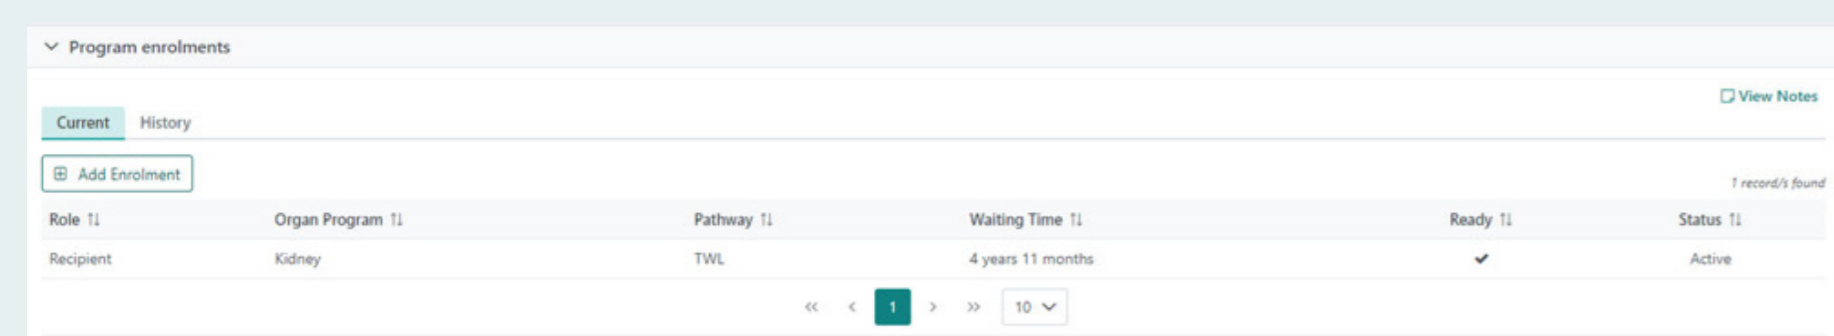 Program enrolments
View Notes
Current History
Add Enrolment
1 record/s found
Role Organ Program Pathway Waiting Time Ready Status
Recipient Kidney TWL 4 years 11 months Active
1 10